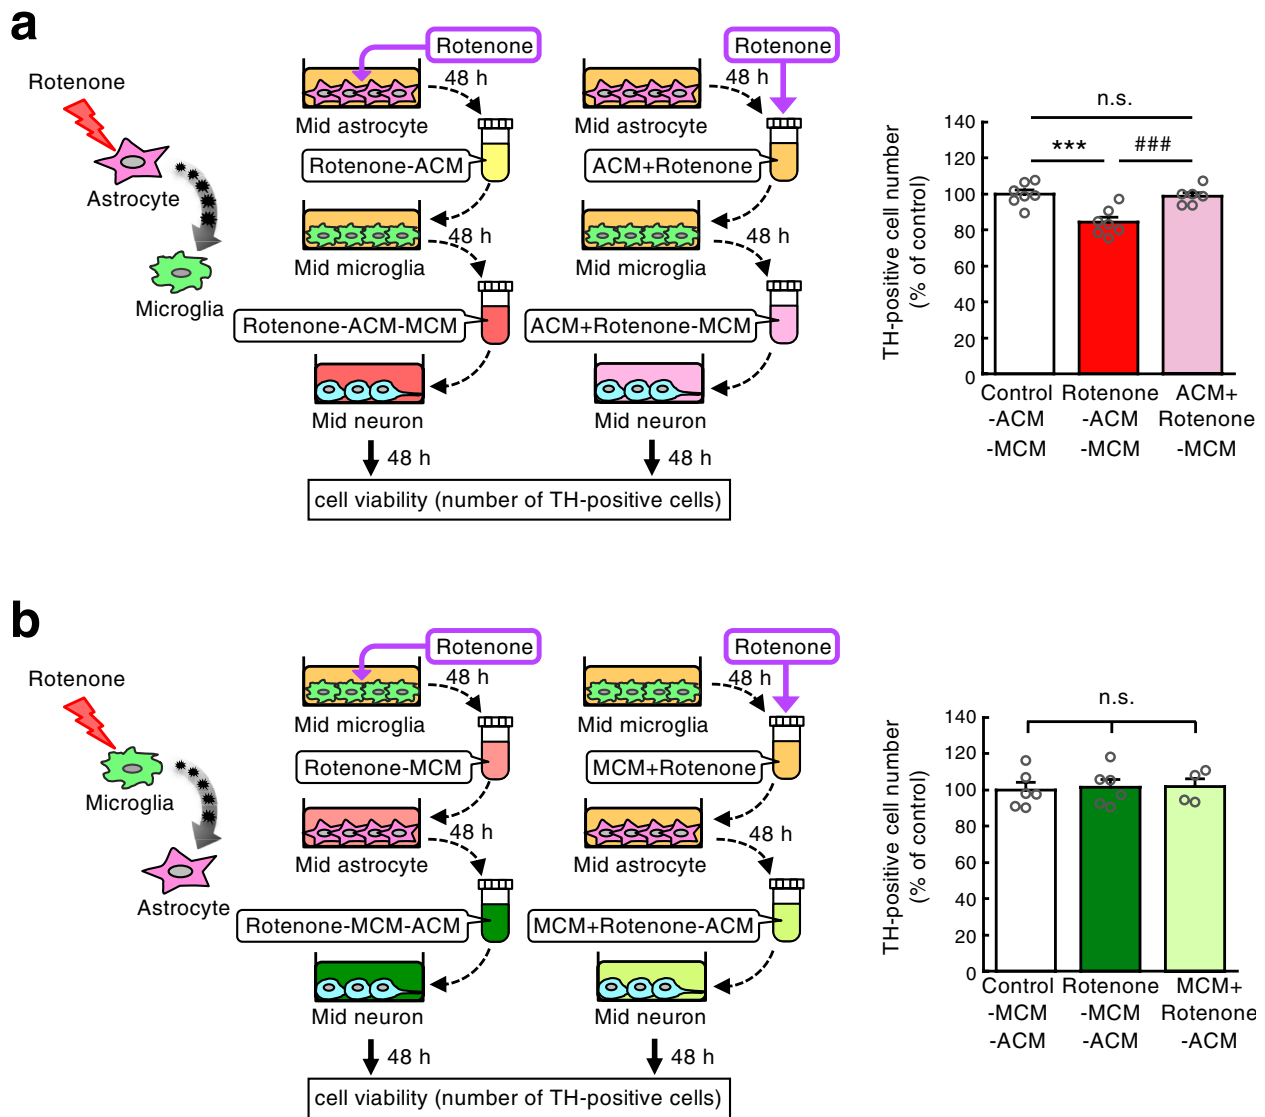 a
Rotenone
Astrocyte
Microglia
Rotenone
48 h
Mid astrocyte
Rotenone-ACM
48 h
Mid microglia
Rotenone-ACM-MCM
Mid neuron
48 h
Rotenone
48 h
Mid astrocyte
ACM+Rotenone
48 h
Mid microglia
ACM+Rotenone-MCM
Mid neuron
48 h
cell viability (number of TH-positive cells)
TH-positive cell number
(% of control)
140
120
100
80
60
40
20
0
n.s.
***
###
Control
-ACM
-MCM
Rotenone
-ACM
-MCM
ACM+
Rotenone
-MCM
b
Rotenone
Microglia
Astrocyte
Rotenone
48 h
Mid microglia
Rotenone-MCM
48 h
Mid astrocyte
Rotenone-MCM-ACM
Mid neuron
48 h
Rotenone
48 h
Mid microglia
MCM+Rotenone
48 h
Mid astrocyte
MCM+Rotenone-ACM
Mid neuron
48 h
cell viability (number of TH-positive cells)
TH-positive cell number
(% of control)
140
120
100
80
60
40
20
0
n.s.
Control
-MCM
-ACM
Rotenone
-MCM
-ACM
MCM+
Rotenone
-ACM